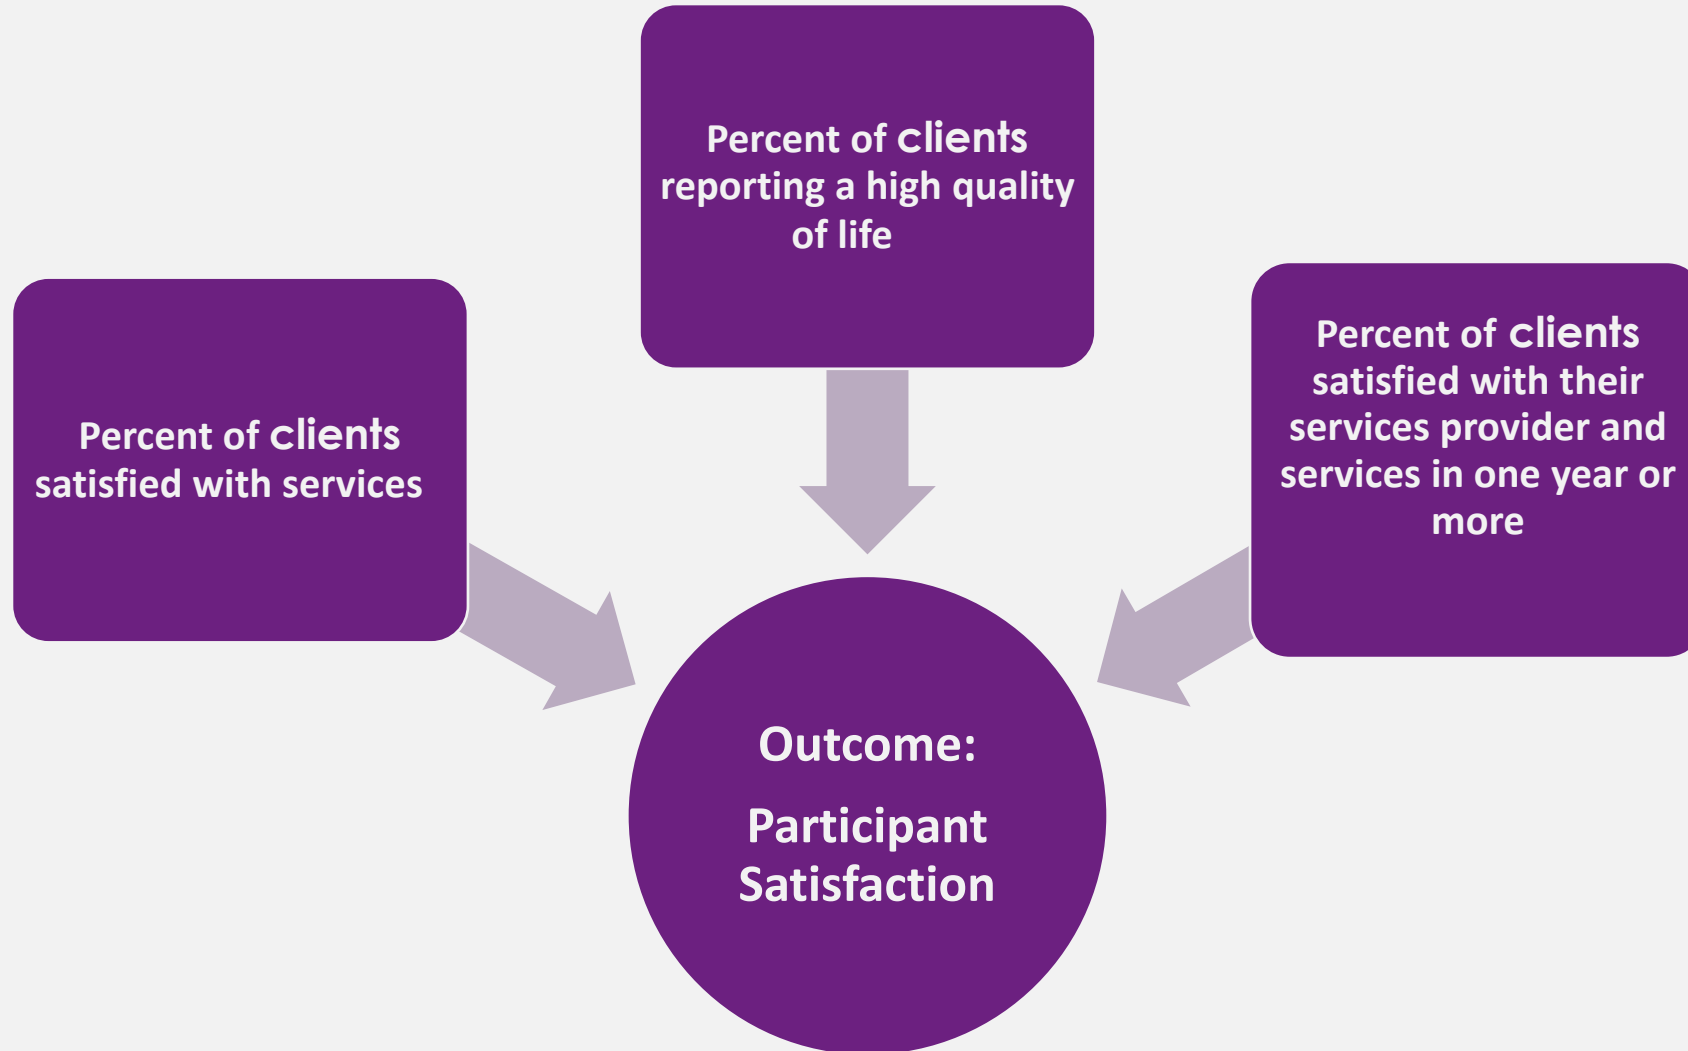 Percent of clients
satisfied with services
Percent of clients
reporting a high quality
of life
Percent of clients
satisfied with their
services provider and
services in one year or
more
Outcome:
Participant
Satisfaction